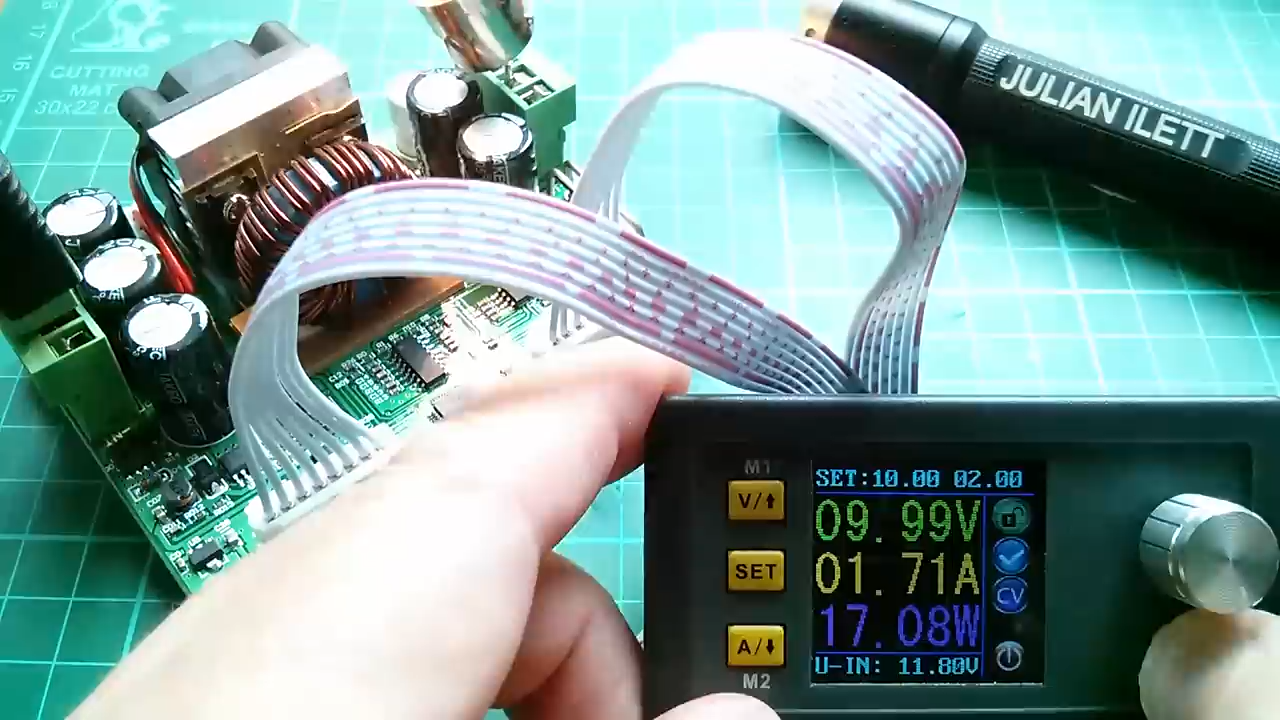 CUTTING
MAT
30x22 c
JULIAN ILETT
M1
V/⬆
SET
A/⬇
M2
SET:10.00 02.00
09.99V
01.71A
CV
17.08W
U-IN: 11.80V